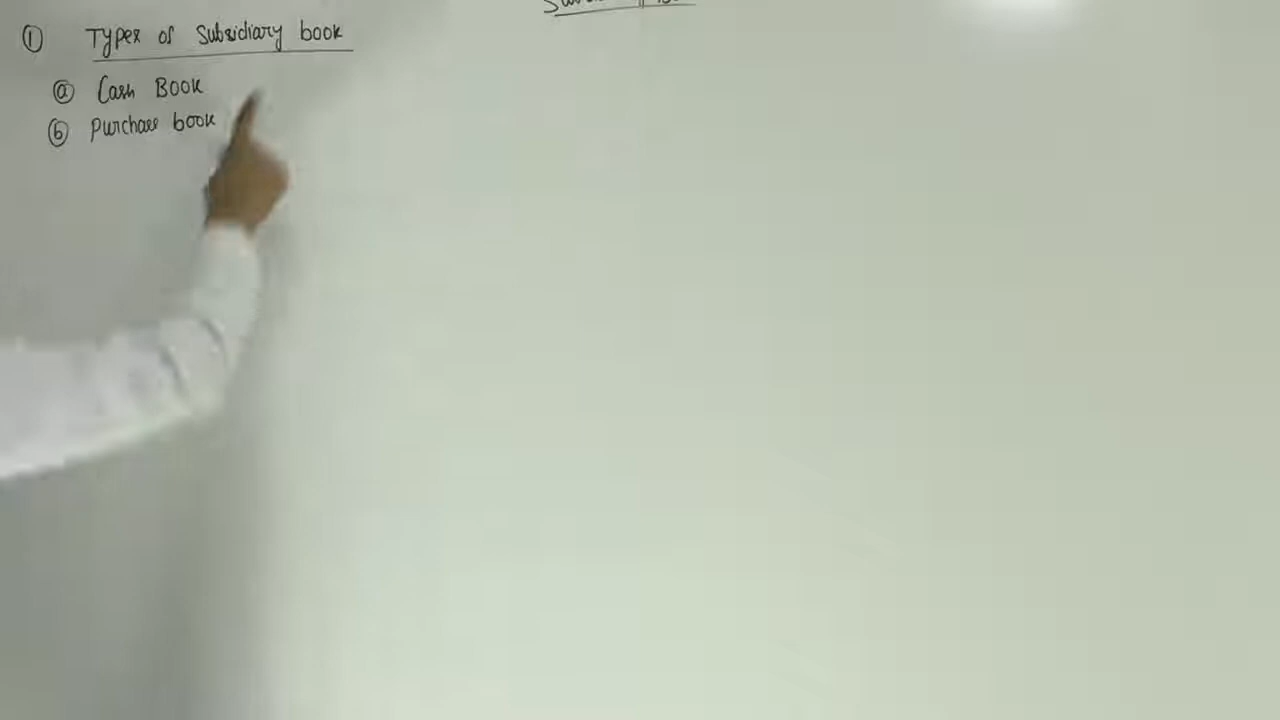 ① Types of Subsidiary book
ⓐ Cash Book
ⓑ Purchase book